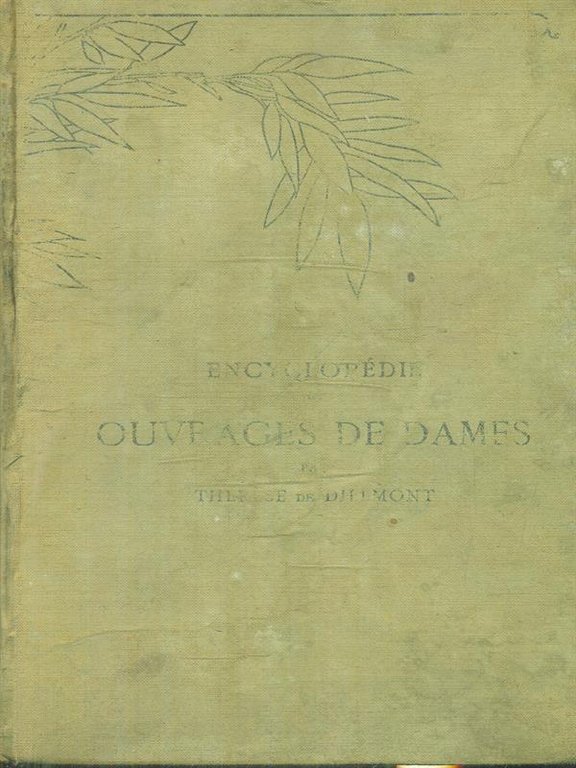 ENCYCLOPÉDIE
OUVRAGES DE DAMES
THÉRÈSE DE DILLMONT